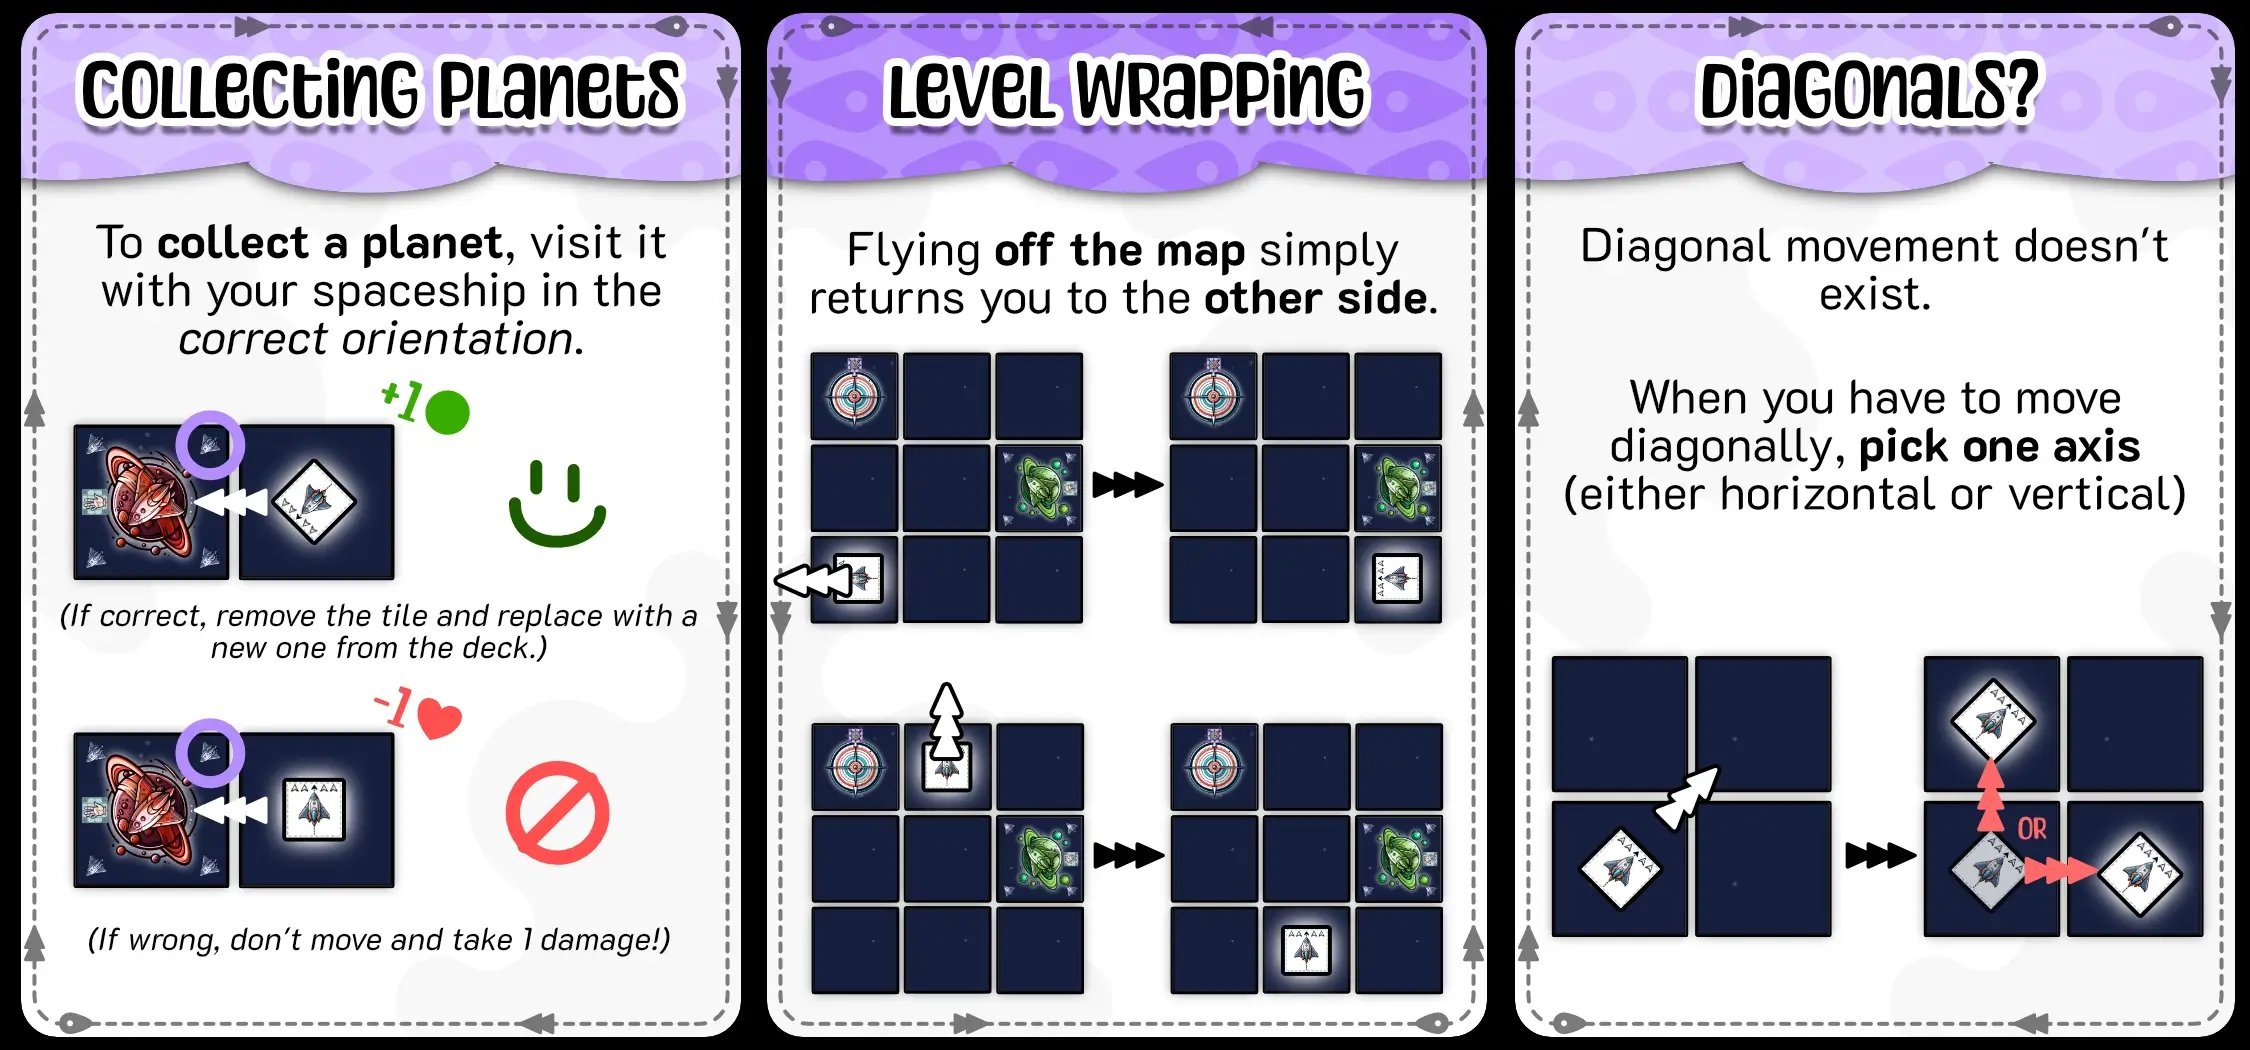 COLLECTING PLANETS
To collect a planet, visit it
with your spaceship in the
correct orientation.
+1
(If correct, remove the tile and replace with a
new one from the deck.)
-1
(If wrong, don't move and take 1 damage!)
LEVEL WRAPPING
Flying off the map simply
returns you to the other side.
DIAGONALS?
Diagonal movement doesn't
exist.
When you have to move
diagonally, pick one axis
(either horizontal or vertical)
OR